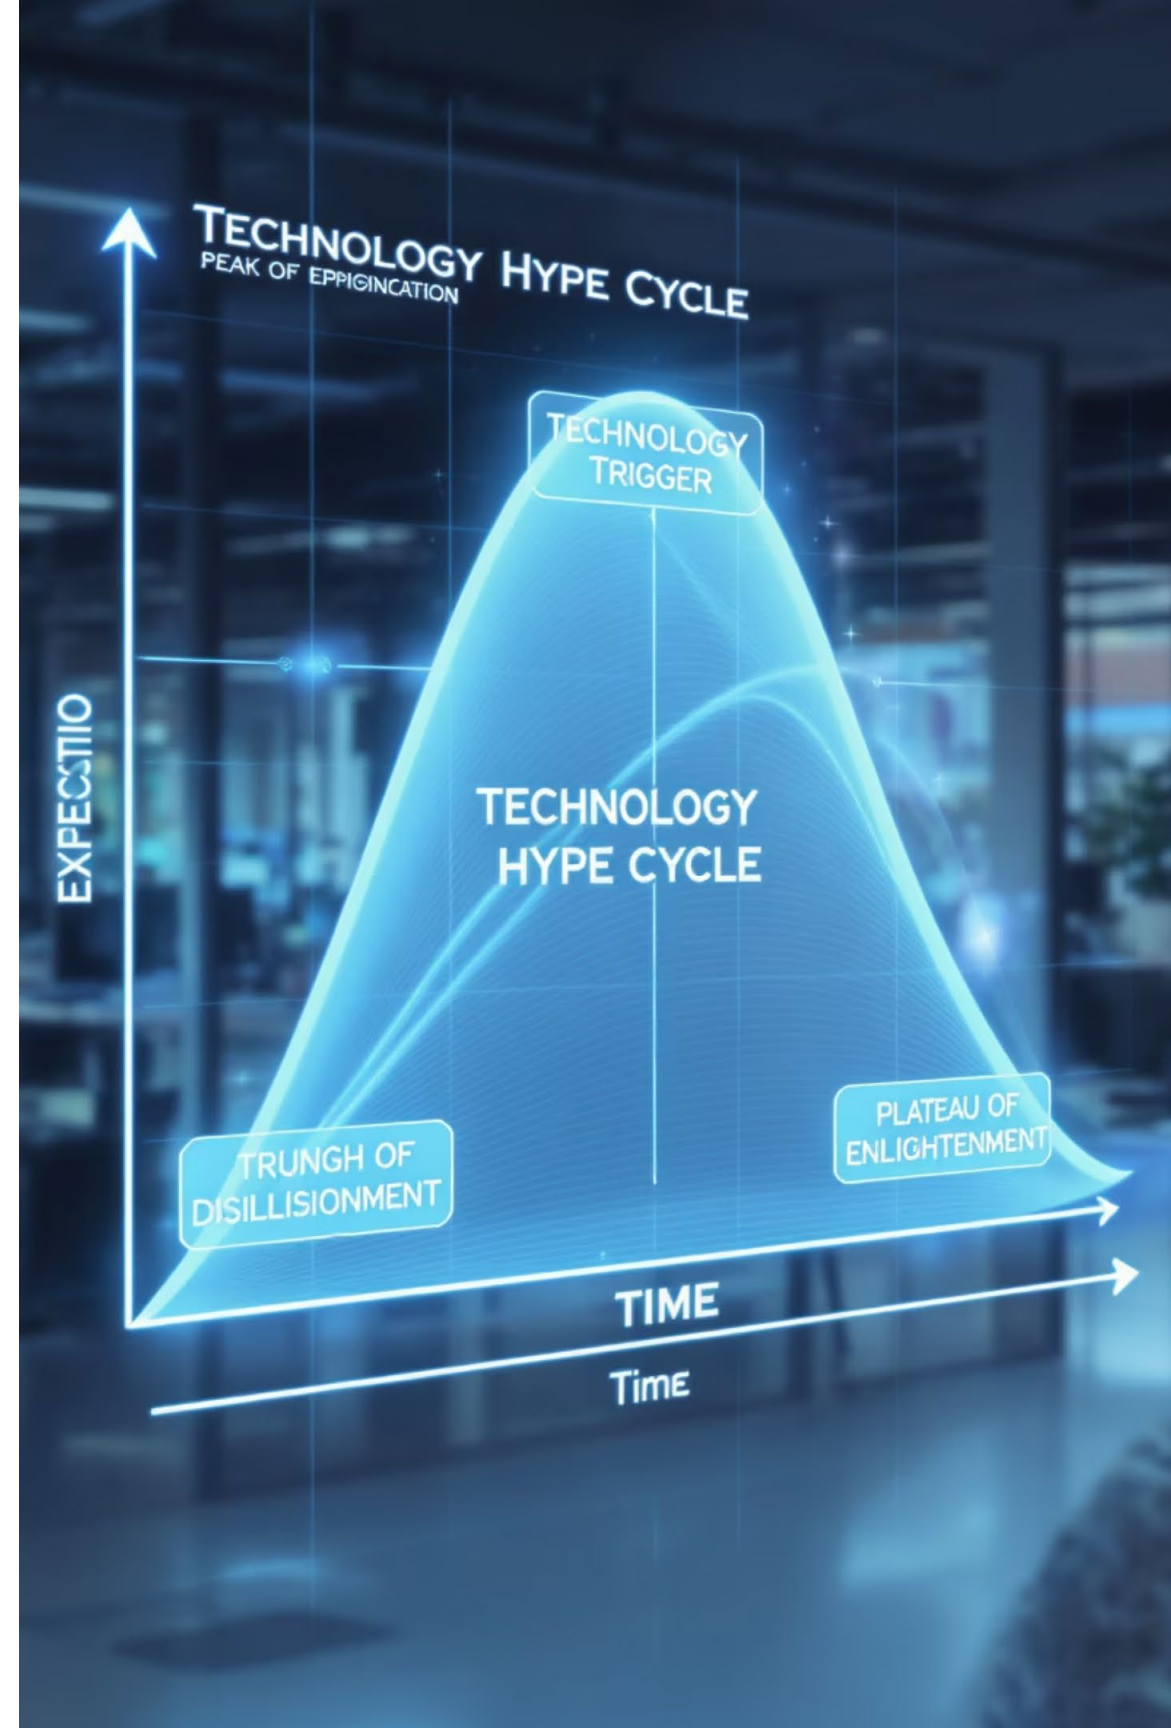 TECHNOLOGY HYPE CYCLE
PEAK OF EPPIGINCATION
TECHNOLOGY
TRIGGER
EXPECSTIO
TECHNOLOGY
HYPE CYCLE
TRUNGH OF
DISILLISIONMENT
PLATEAU OF
ENLIGHTENMENT
TIME
Time